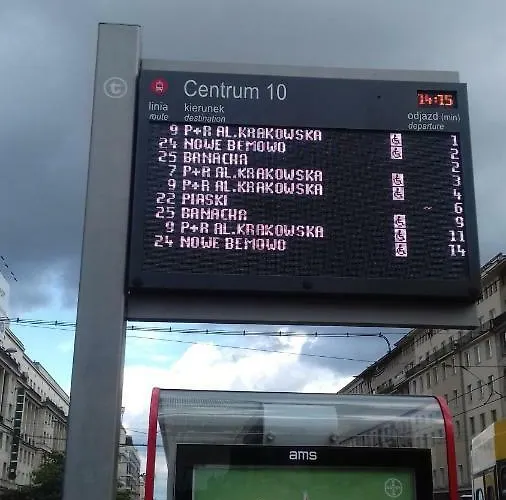 t Centrum 10 14:15
linia kierunek odjazd (min)
route destination departure
9 P+R AL.KRAKOWSKA 1
24 NOWE BEMOWO 2
25 BANACHA 2
7 P+R AL.KRAKOWSKA 3
9 P+R AL.KRAKOWSKA 4
22 PIASKI ~ 6
25 BANACHA 9
9 P+R AL.KRAKOWSKA 11
24 NOWE BEMOWO 14
ams